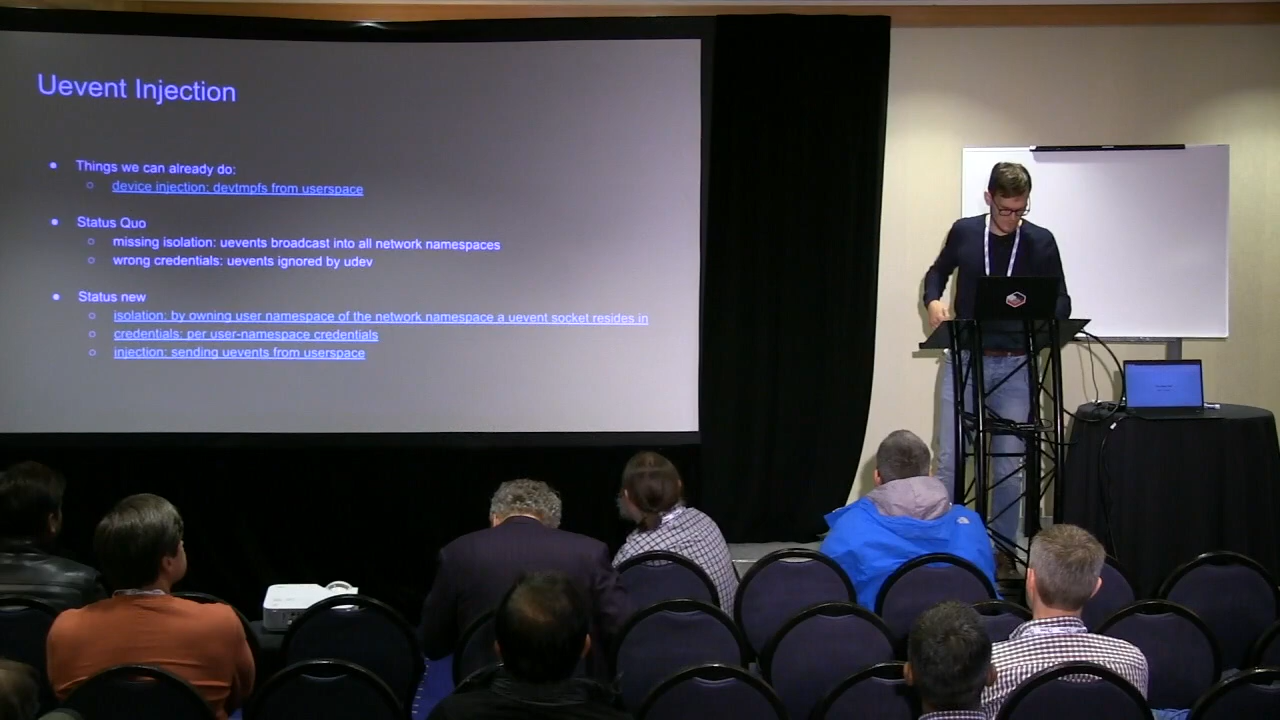 Uevent Injection
Things we can already do:
device injection: devtmpfs from userspace
Status Quo
missing isolation: uevents broadcast into all network namespaces
wrong credentials: uevents ignored by udev
Status new
isolation: by owning user namespace of the network namespace a uevent socket resides in
credentials: per user-namespace credentials
injection: sending uevents from userspace